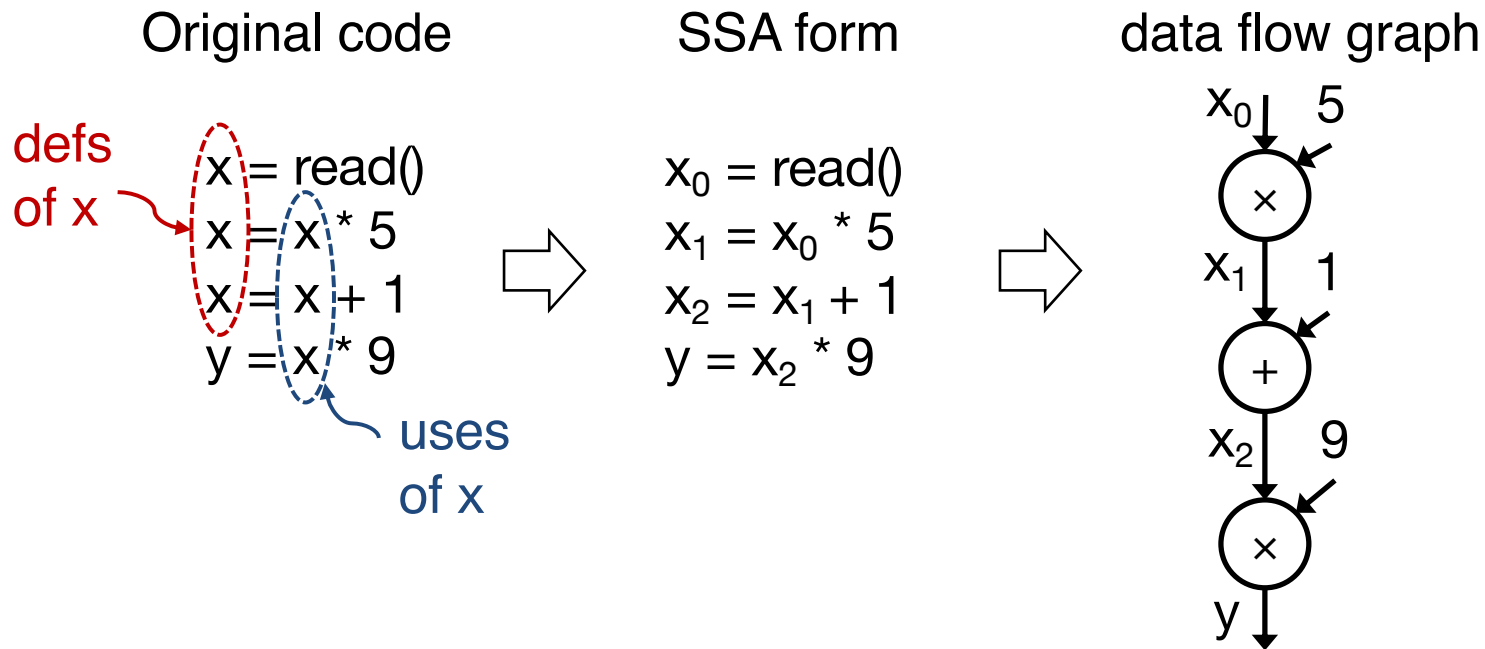 Original code
defs
of x
x = read()
x = x * 5
x = x + 1
y = x * 9
uses
of x
SSA form
x₀ = read()
x₁ = x₀ * 5
x₂ = x₁ + 1
y = x₂ * 9
data flow graph
x₀ 5
×
x₁ 1
+
x₂ 9
×
y